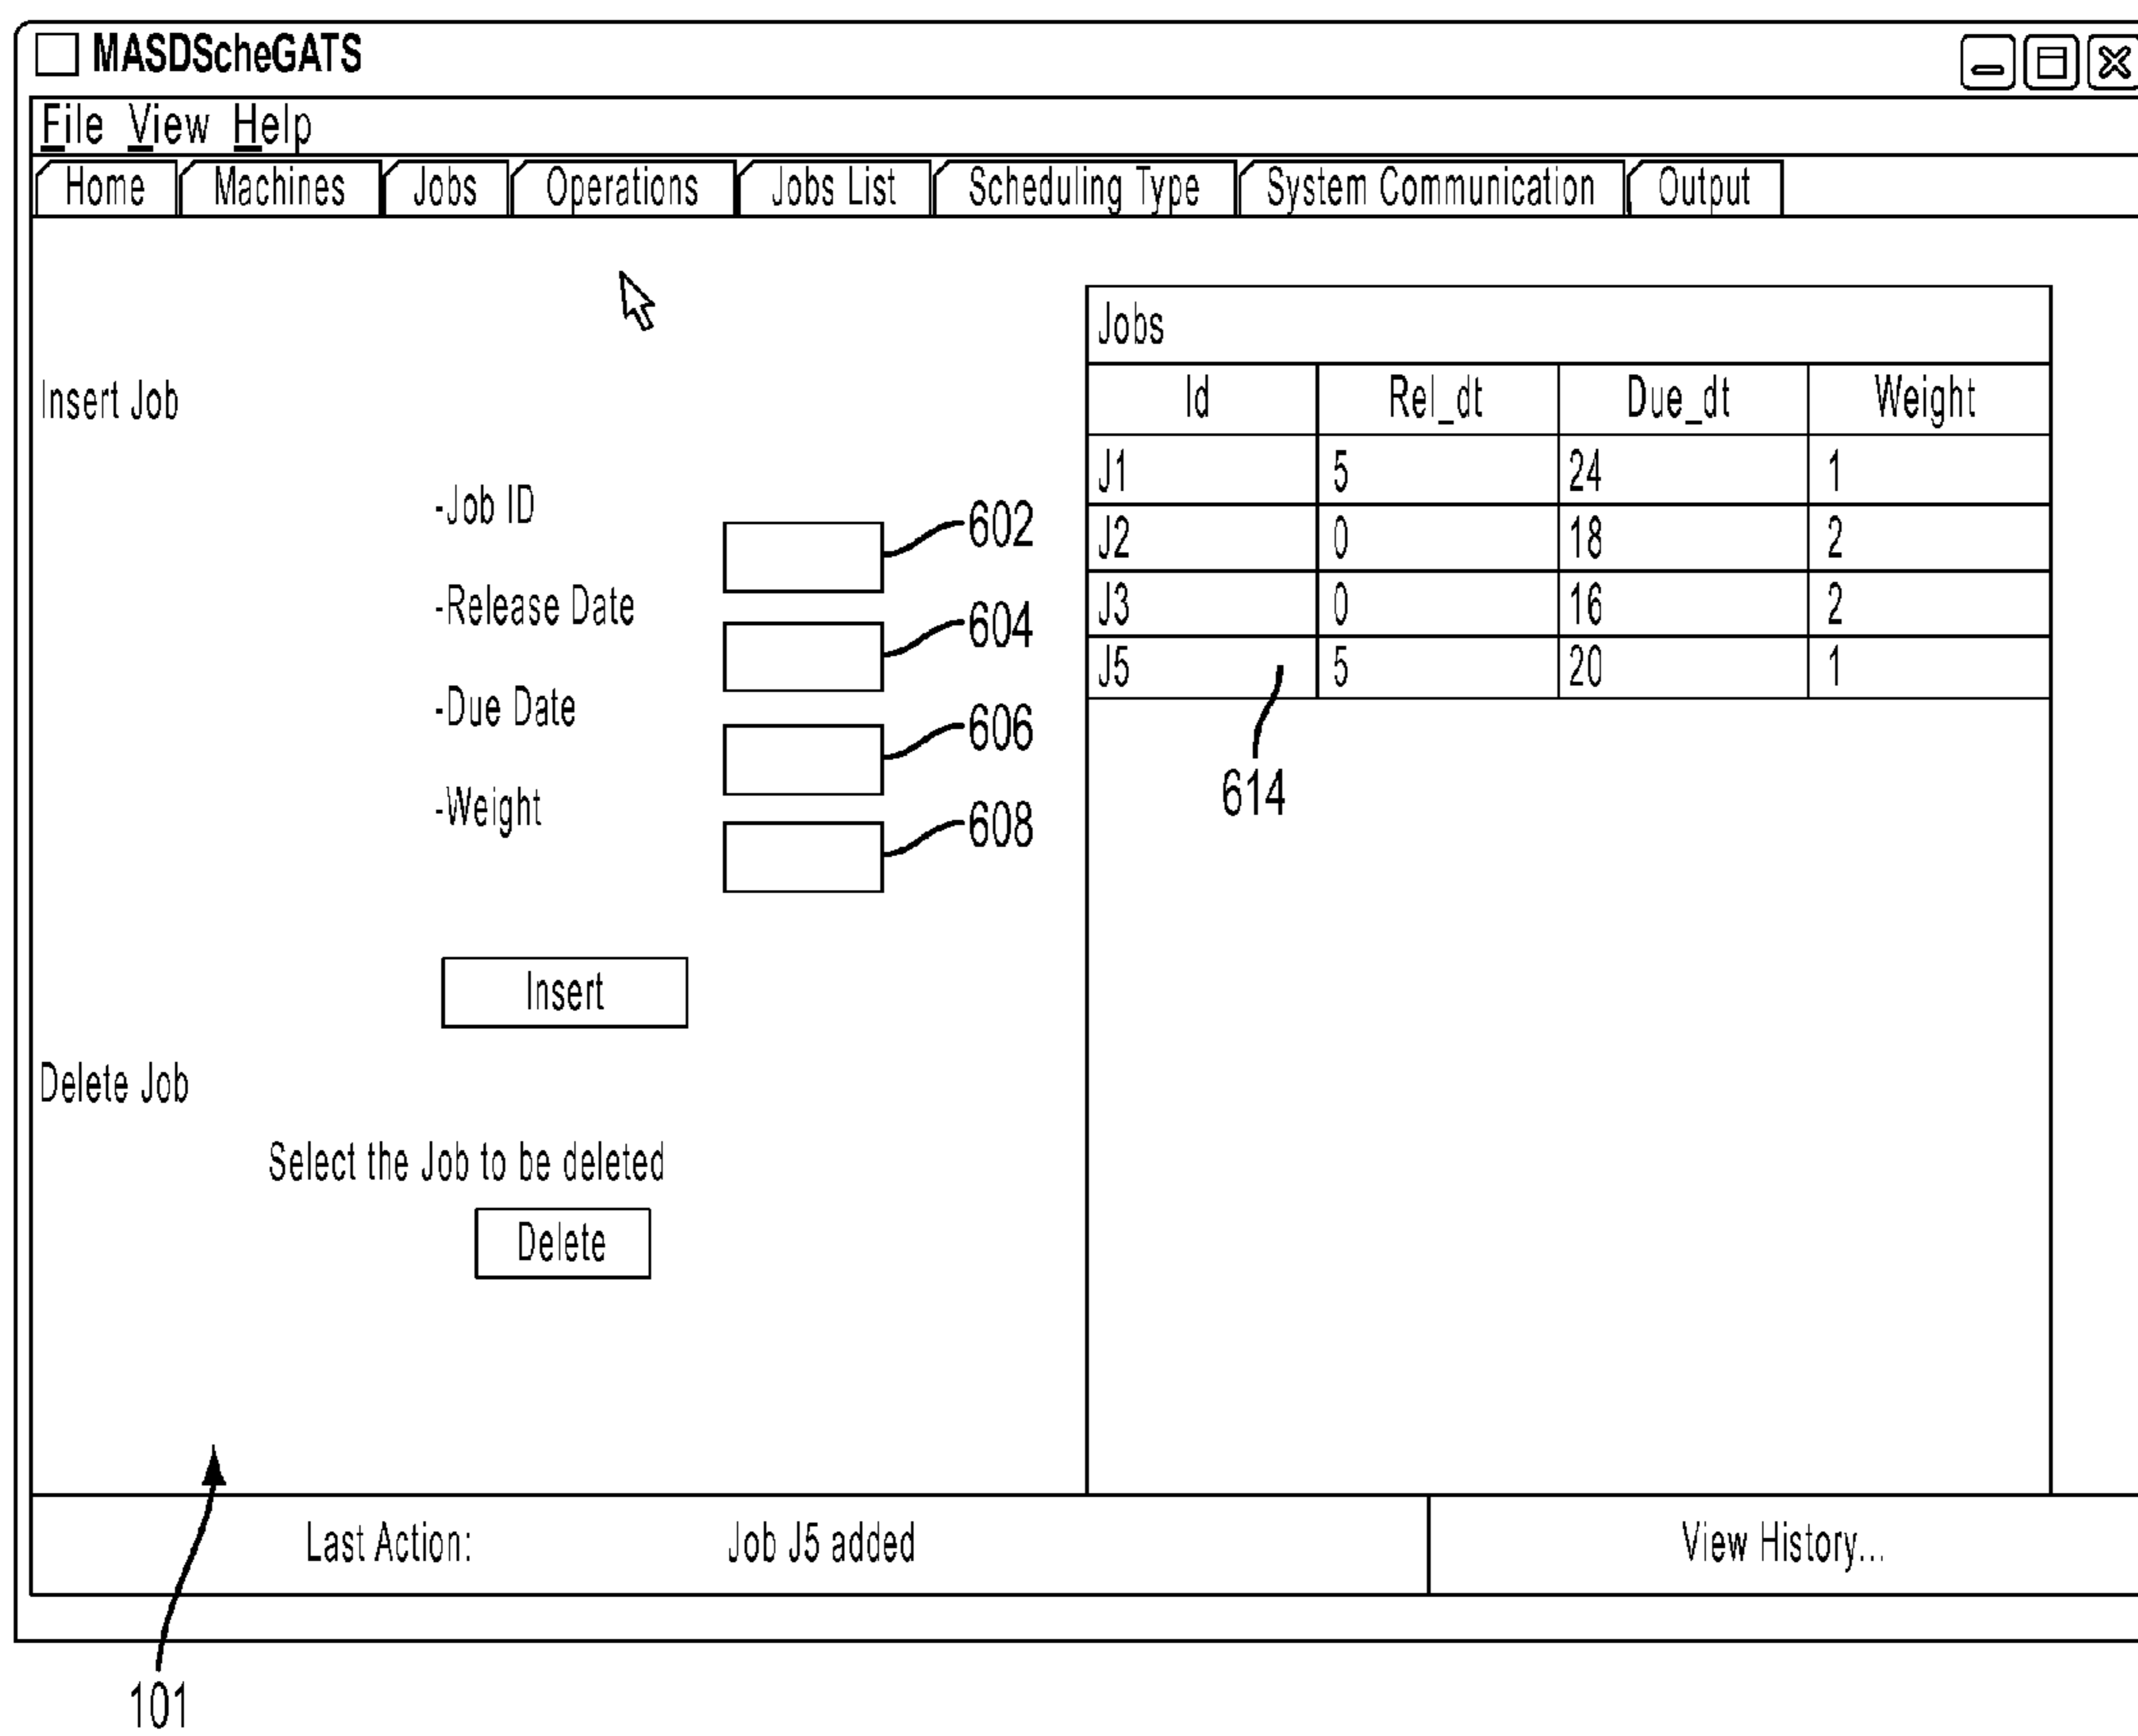 MASDScheGATS
File View Help
Home Machines Jobs Operations Jobs List Scheduling Type System Communication Output
Insert Job
-Job ID
602
-Release Date
604
-Due Date
606
-Weight
608
Insert
Delete Job
Select the Job to be deleted
Delete
Jobs
Id Rel_dt Due_dt Weight
J1 5 24 1
J2 0 18 2
J3 0 16 2
J5 5 20 1
614
Last Action: Job J5 added View History...
101